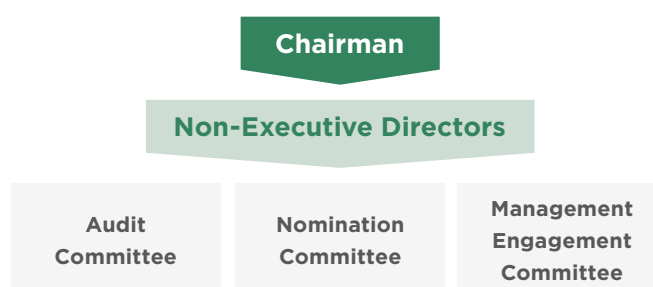 Chairman
Non-Executive Directors
Audit
Committee
Nomination
Committee
Management
Engagement
Committee